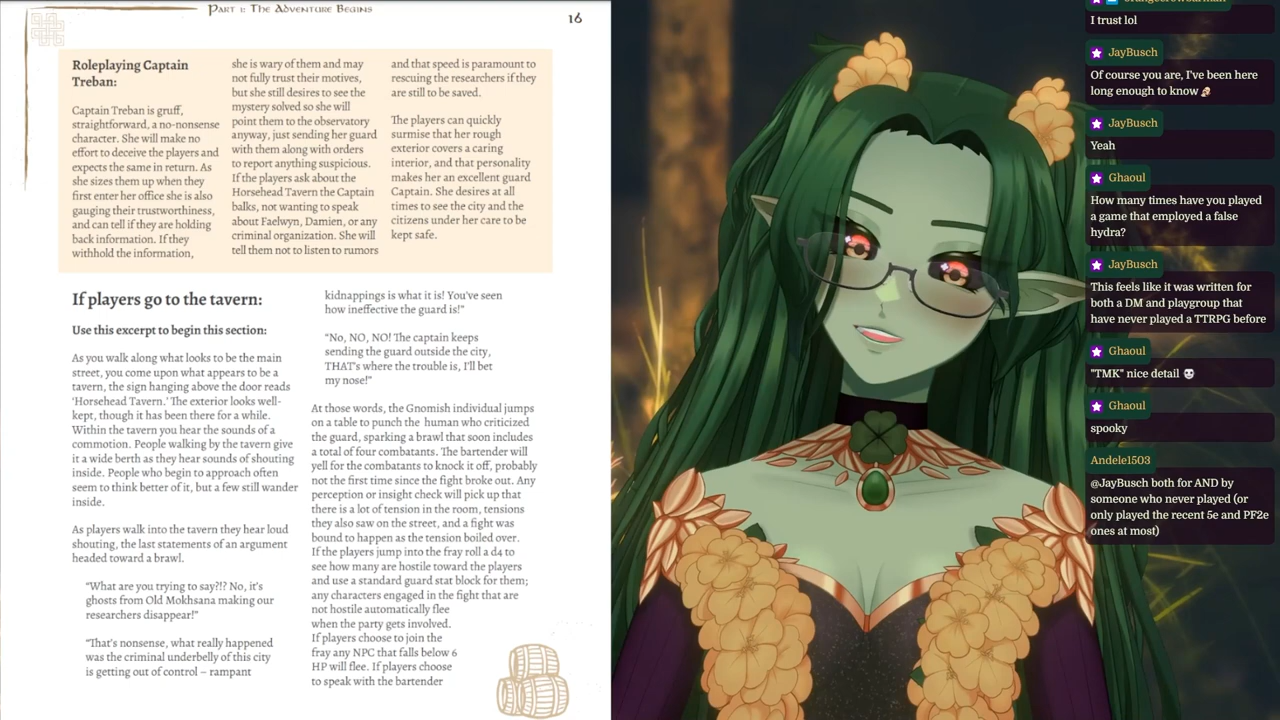 Part 1: The Adventure Begins
16
Roleplaying Captain
Treban:
Captain Treban is gruff,
straightforward, a no-nonsense
character. She will make no
effort to deceive the players and
expects the same in return. As
she sizes them up when they
first enter her office she is also
gauging their trustworthiness,
and can tell if they are holding
back information. If they
withhold the information,
she is wary of them and may
not fully trust their motives,
but she still desires to see the
mystery solved so she will
point them to the observatory
anyway, just sending her guard
with them along with orders
to report anything suspicious.
If the players ask about the
Horsehead Tavern the Captain
balks, not wanting to speak
about Faelwyn, Damien, or any
criminal organization. She will
tell them not to listen to rumors
and that speed is paramount to
rescuing the researchers if they
are still to be saved.
The players can quickly
surmise that her rough
exterior covers a caring
interior, and that personality
makes her an excellent guard
Captain. She desires at all
times to see the city and the
citizens under her care to be
kept safe.
If players go to the tavern:
Use this excerpt to begin this section:
As you walk along what looks to be the main
street, you come upon what appears to be a
tavern, the sign hanging above the door reads
‘Horsehead Tavern.’ The exterior looks well-
kept, though it has been there for a while.
Within the tavern you hear the sounds of a
commotion. People walking by the tavern give
it a wide berth as they hear sounds of shouting
inside. People who begin to approach often
seem to think better of it, but a few still wander
inside.
As players walk into the tavern they hear loud
shouting, the last statements of an argument
headed toward a brawl.
“What are you trying to say?!? No, it’s
ghosts from Old Mokhsana making our
researchers disappear!”
“That’s nonsense, what really happened
was the criminal underbelly of this city
is getting out of control – rampant
kidnappings is what it is! You’ve seen
how ineffective the guard is!”
“No, NO, NO! The captain keeps
sending the guard outside the city,
THAT’s where the trouble is, I’ll bet
my nose!”
At those words, the Gnomish individual jumps
on a table to punch the human who criticized
the guard, sparking a brawl that soon includes
a total of four combatants. The bartender will
yell for the combatants to knock it off, probably
not the first time since the fight broke out. Any
perception or insight check will pick up that
there is a lot of tension in the room, tensions
they also saw on the street, and a fight was
bound to happen as the tension boiled over.
If the players jump into the fray roll a d4 to
see how many are hostile toward the players
and use a standard guard stat block for them;
any characters engaged in the fight that are
not hostile automatically flee
when the party gets involved.
If players choose to join the
fray any NPC that falls below 6
HP will flee. If players choose
to speak with the bartender
I trust lol
JayBusch
Of course you are, I've been here
long enough to know
JayBusch
Yeah
Ghaoul
How many times have you played
a game that employed a false
hydra?
JayBusch
This feels like it was written for
both a DM and playgroup that
have never played a TTRPG before
Ghaoul
"TMK" nice detail
Ghaoul
spooky
Andele1503
@JayBusch both for AND by
someone who never played (or
only played the recent 5e and PF2e
ones at most)